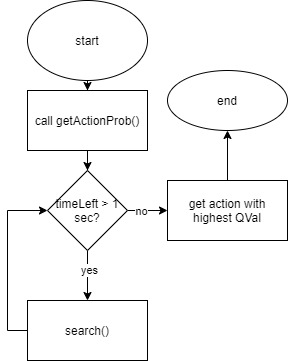 start
call getActionProb()
timeLeft > 1
sec?
no
yes
search()
get action with
highest QVal
end